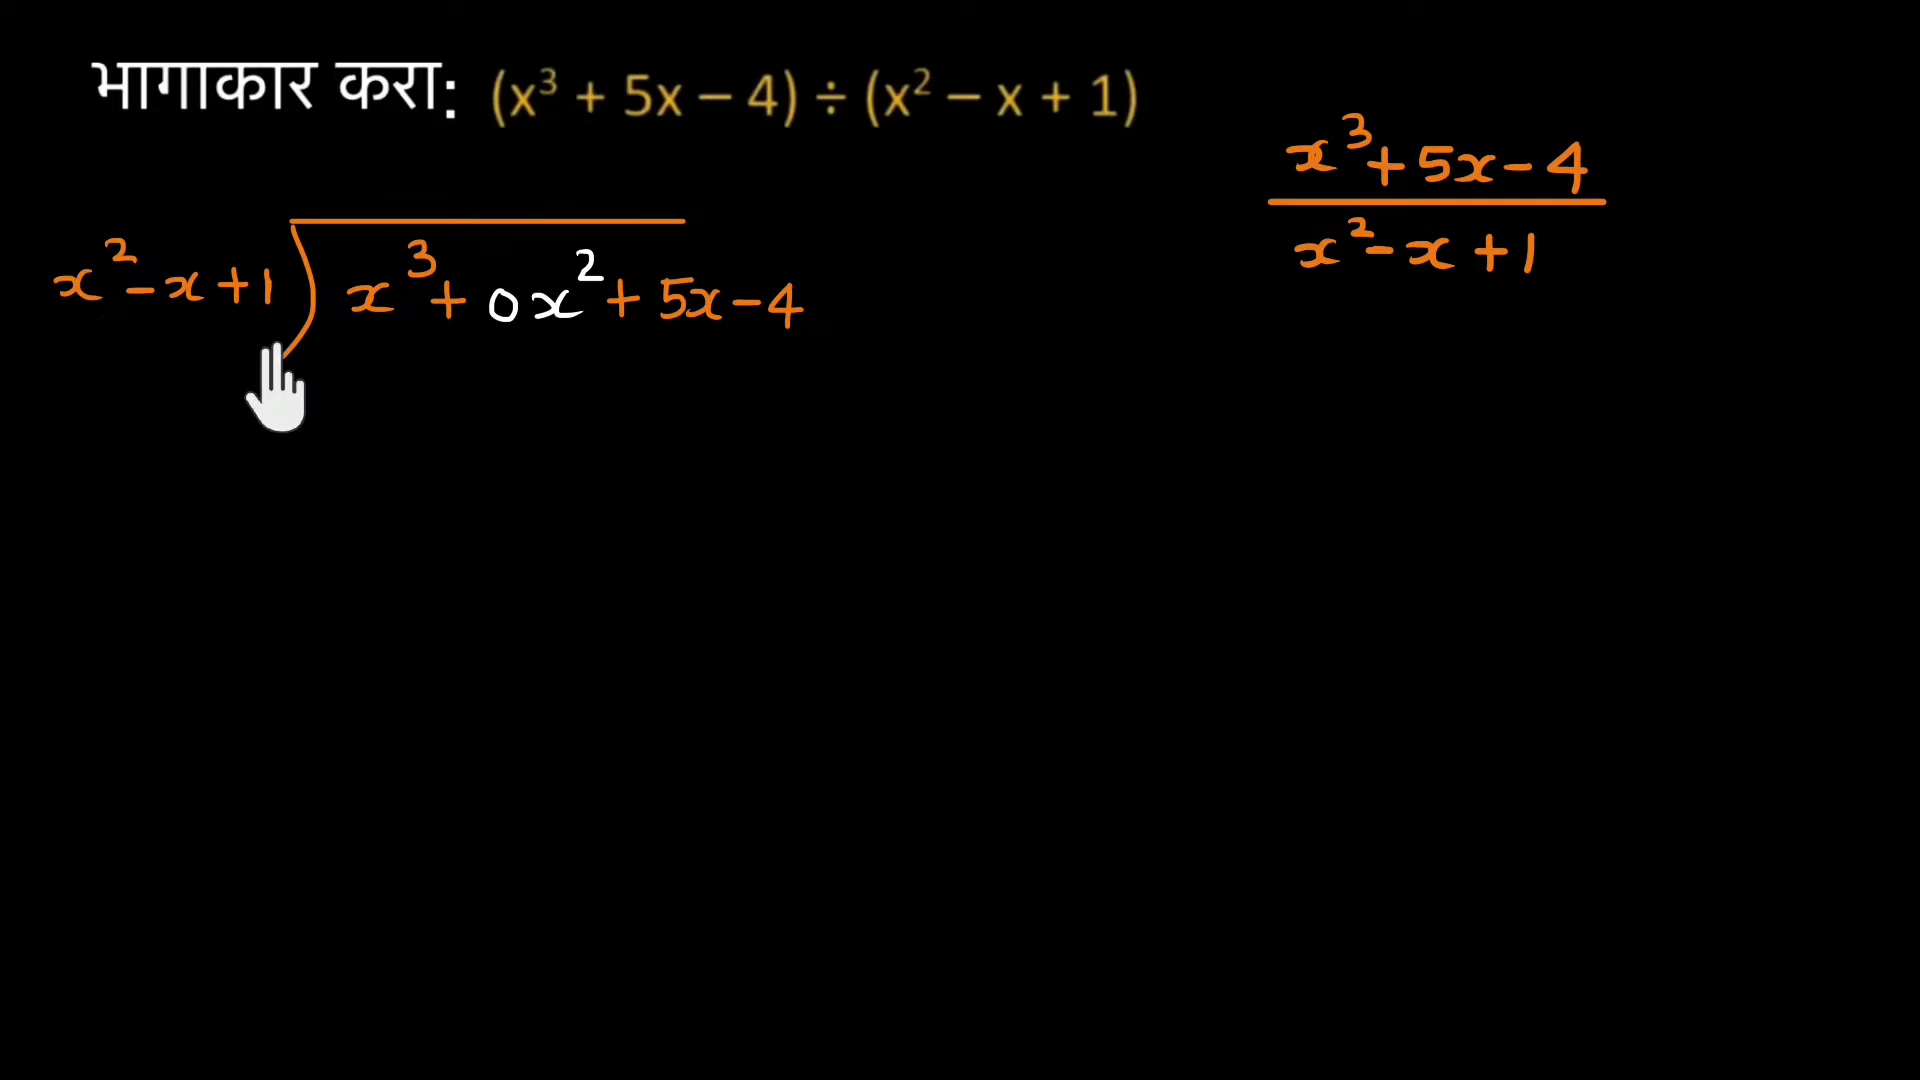 भागाकार करा: (x³ + 5x – 4) ÷ (x² – x + 1)
x³ + 5x - 4
x² - x + 1
x² - x + 1 ) x³ + 0x² + 5x - 4